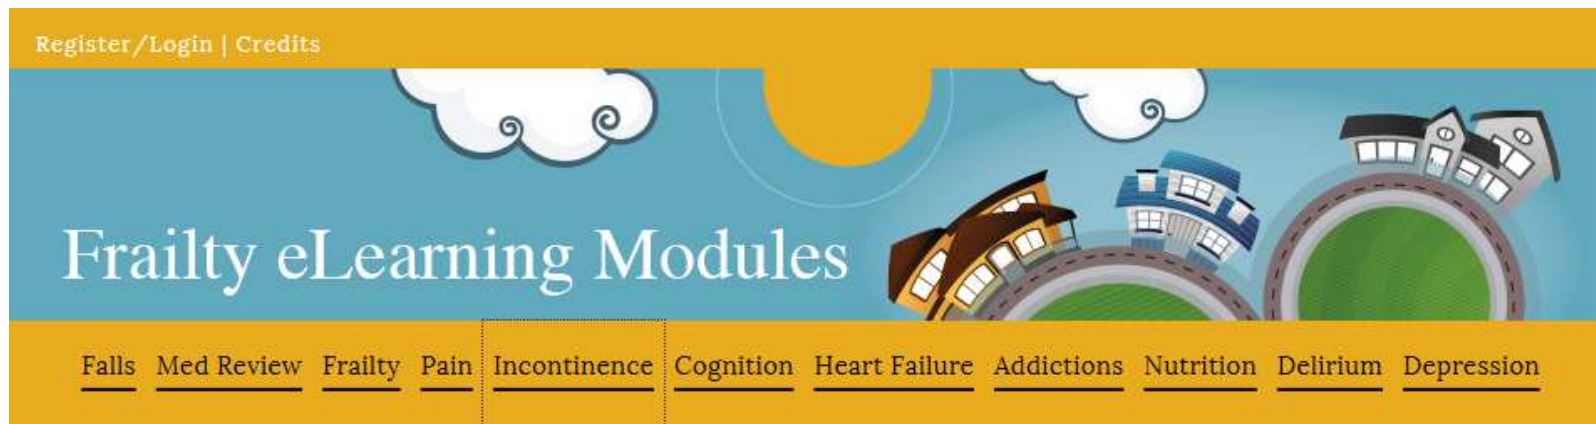 Register/Login | Credits
Frailty eLearning Modules
Falls Med Review Frailty Pain Incontinence Cognition Heart Failure Addictions Nutrition Delirium Depression